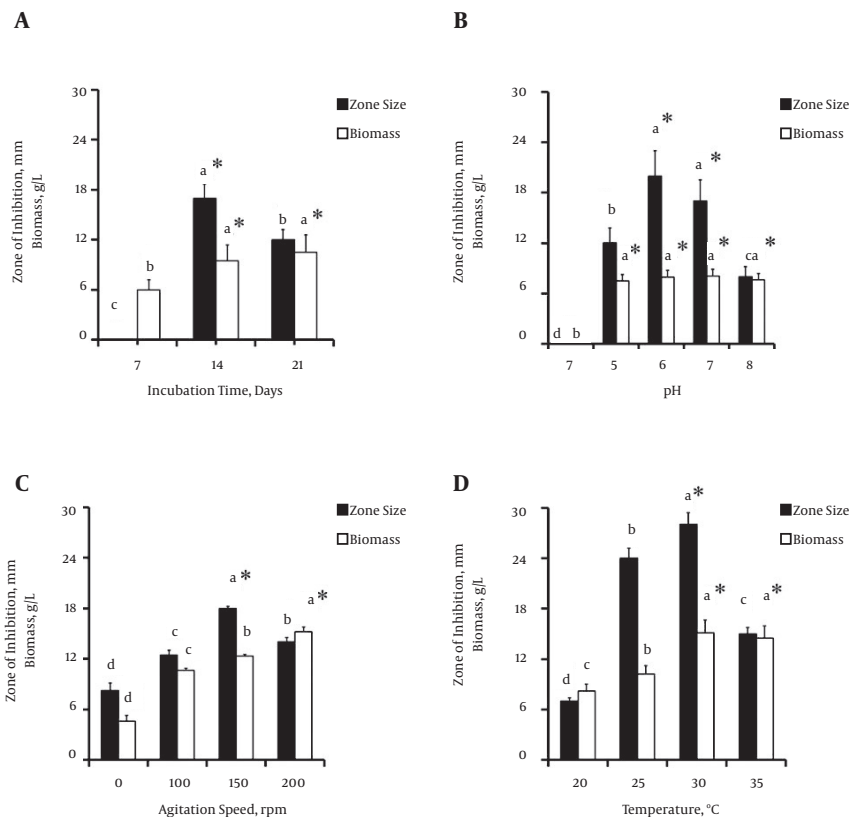 A
Zone of Inhibition, mm
Biomass, g/L
30
24
18
12
6
0
Zone Size
Biomass
c
b
a *
a *
b
a *
7
14
21
Incubation Time, Days
B
Zone of Inhibition, mm
Biomass, g/L
30
24
18
12
6
0
Zone Size
Biomass
d
b
b
a *
a *
a *
a *
a *
ca *
7
5
6
7
8
pH
C
Zone of Inhibition, mm
Biomass, g/L
30
24
18
12
6
0
Zone Size
Biomass
d
d
c
c
a *
b
b
a *
0
100
150
200
Agitation Speed, rpm
D
Zone of Inhibition, mm
Biomass, g/L
30
24
18
12
6
0
Zone Size
Biomass
d
c
b
b
a *
a *
c
a *
20
25
30
35
Temperature, °C